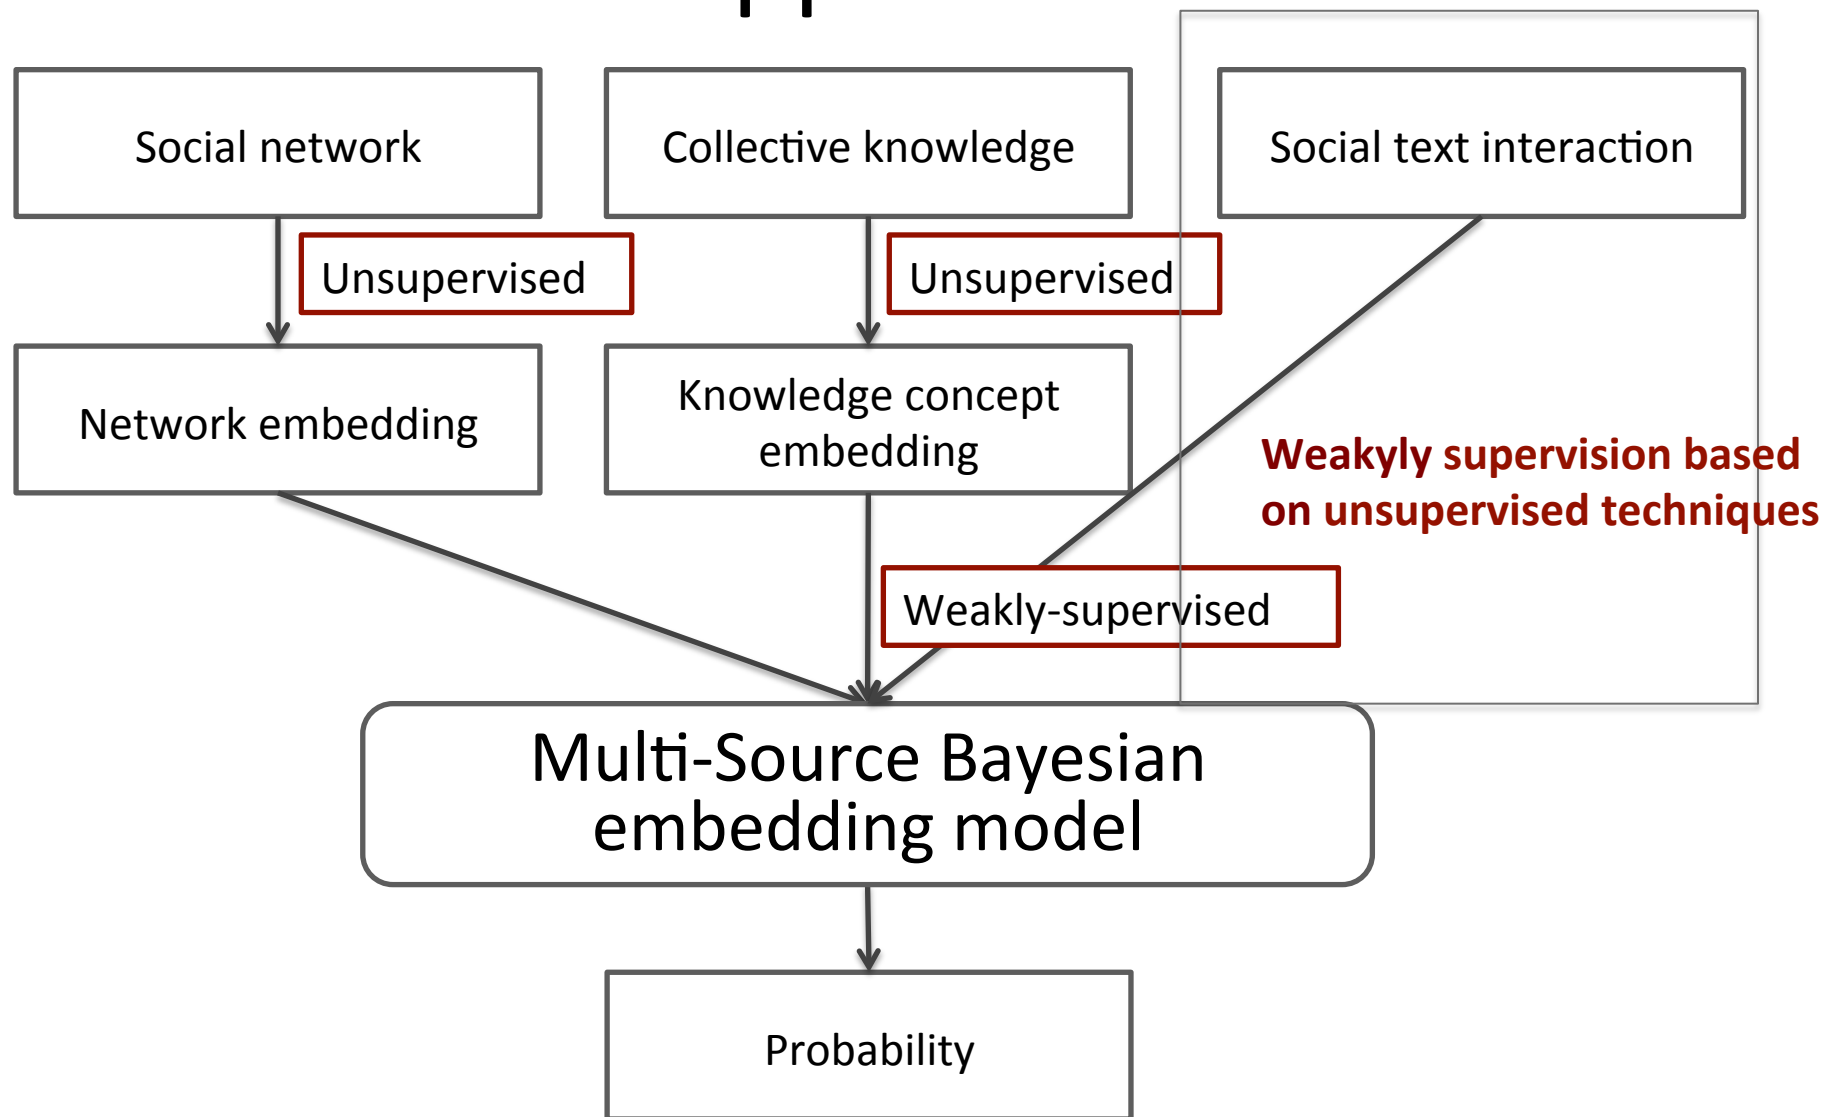 Social network
Collective knowledge
Social text interaction
Unsupervised
Unsupervised
Network embedding
Knowledge concept
embedding
Weakyly supervision based
on unsupervised techniques
Weakly-supervised
Multi-Source Bayesian
embedding model
Probability